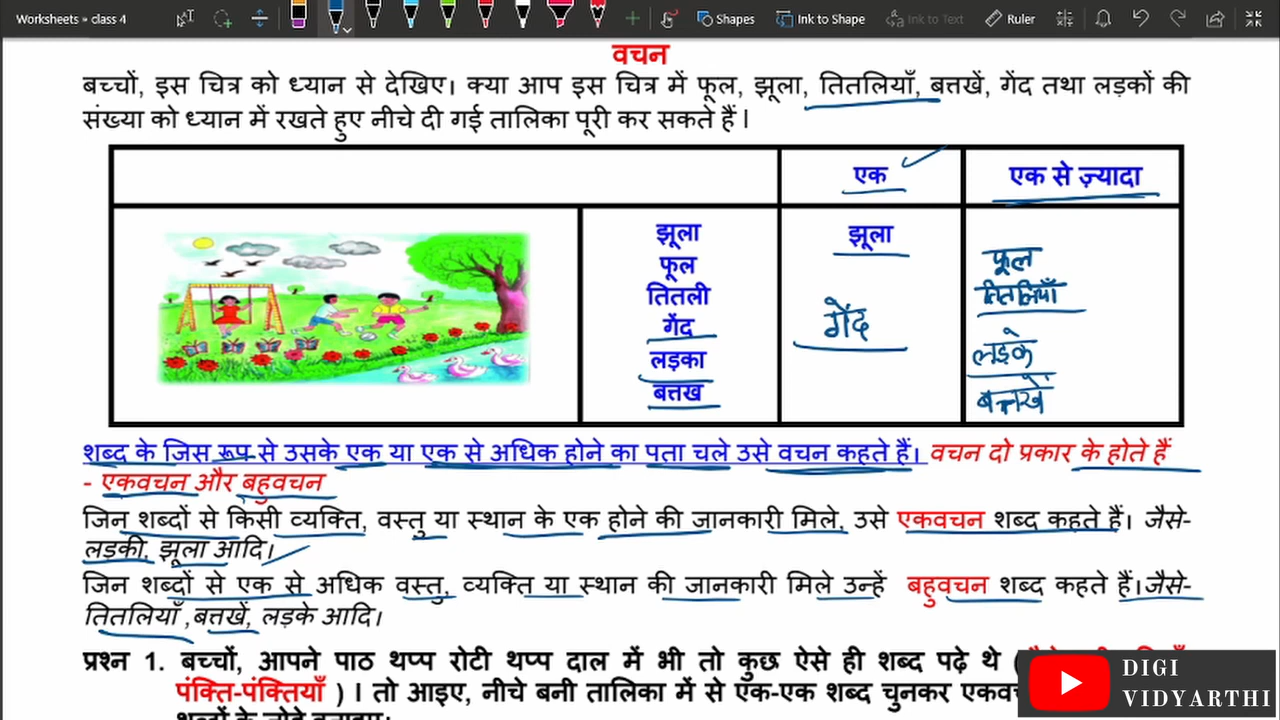 Worksheets » class 4
Shapes
Ink to Shape
Ink to Text
Ruler
वचन
बच्चों, इस चित्र को ध्यान से देखिए। क्या आप इस चित्र में फूल, झूला, तितलियाँ, बत्तखें, गेंद तथा लड़कों की
संख्या को ध्यान में रखते हुए नीचे दी गई तालिका पूरी कर सकते हैं।
एक
एक से ज़्यादा
झूला
फूल
तितली
गेंद
लड़का
बत्तख
झूला
गेंद
फूल
तितलियाँ
लड़के
बत्तखें
शब्द के जिस रूप से उसके एक या एक से अधिक होने का पता चले उसे वचन कहते हैं। वचन दो प्रकार के होते हैं
- एकवचन और बहुवचन
जिन शब्दों से किसी व्यक्ति, वस्तु या स्थान के एक होने की जानकारी मिले, उसे एकवचन शब्द कहते हैं। जैसे-
लड़की, झूला आदि।
जिन शब्दों से एक से अधिक वस्तु, व्यक्ति या स्थान की जानकारी मिले उन्हें बहुवचन शब्द कहते हैं।जैसे-
तितलियाँ ,बत्तखें, लड़के आदि।
प्रश्न 1. बच्चों, आपने पाठ थप्प रोटी थप्प दाल में भी तो कुछ ऐसे ही शब्द पढ़े थे
पंक्ति-पंक्तियाँ ) । तो आइए, नीचे बनी तालिका में से एक-एक शब्द चुनकर
DIGI
VIDYARTHI